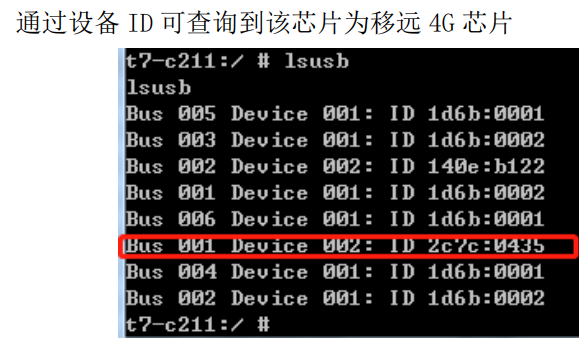 通过设备 ID 可查询到该芯片为移远 4G 芯片
t7-c211:/ # lsusb
lsusb
Bus 005 Device 001: ID 1d6b:0001
Bus 003 Device 001: ID 1d6b:0002
Bus 002 Device 002: ID 140e:b122
Bus 001 Device 001: ID 1d6b:0002
Bus 006 Device 001: ID 1d6b:0001
Bus 001 Device 002: ID 2c7c:0435
Bus 004 Device 001: ID 1d6b:0001
Bus 002 Device 001: ID 1d6b:0002
t7-c211:/ #